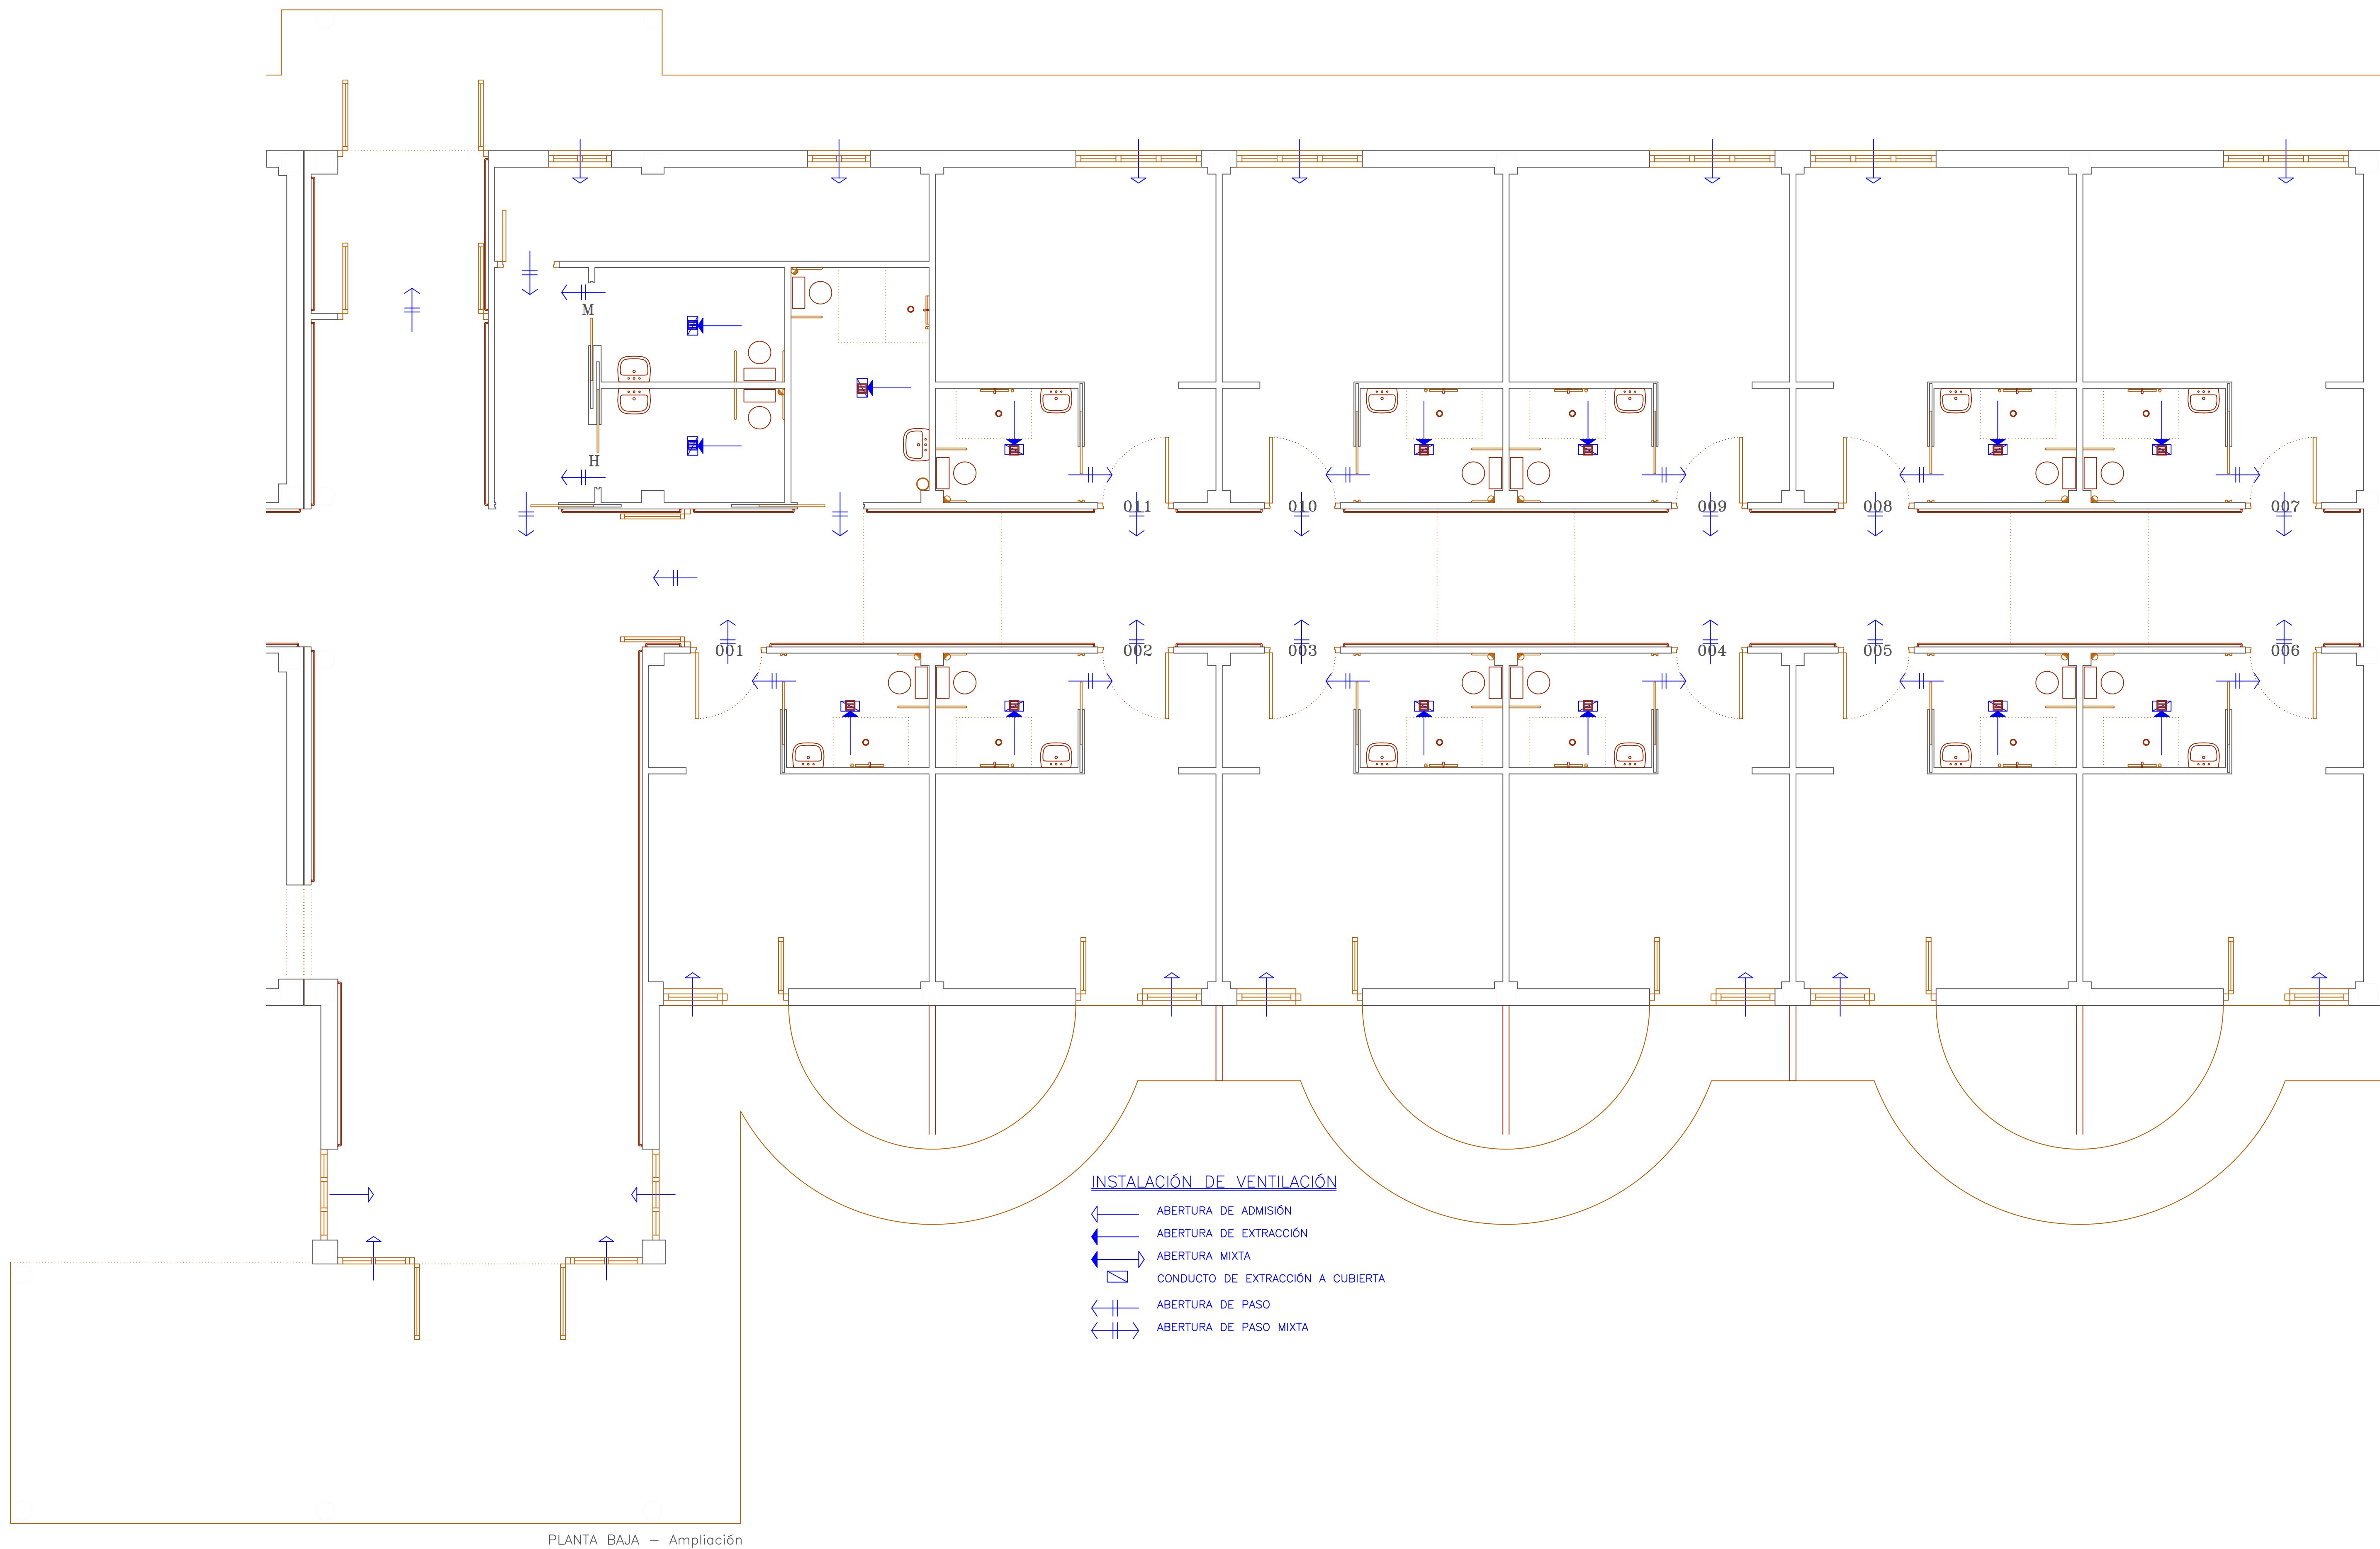 M
H
011 010 009 008 007
001 002 003 004 005 006
INSTALACIÓN DE VENTILACIÓN
ABERTURA DE ADMISIÓN
ABERTURA DE EXTRACCIÓN
ABERTURA MIXTA
CONDUCTO DE EXTRACCIÓN A CUBIERTA
ABERTURA DE PASO
ABERTURA DE PASO MIXTA
PLANTA BAJA – Ampliación